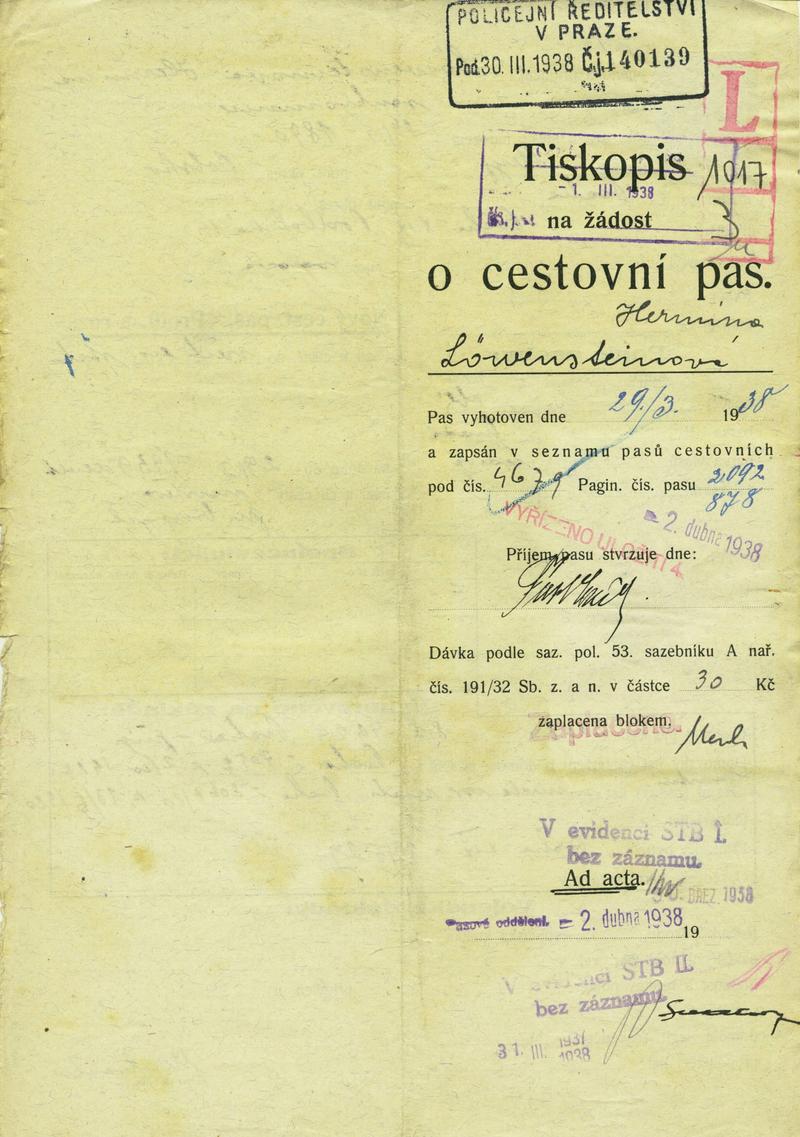 POLICEJNÍ ŘEDITELSTVÍ
V PRAZE.
Pod. 30. III. 1938 Čj. 140139
L
Tiskopis
1017
- 1. III. 1938
3
na žádost
o cestovní pas.
Hermina
Löwensteinová
Pas vyhotoven dne 29/3. 1938
a zapsán v seznamu pasů cestovních
pod čís. 4679 Pagin. čís. pasu 2092
878
VYŘÍZENO ULOŽITI
= 2. dubna 1938
Příjem pasu stvrzuje dne:
Dávka podle saz. pol. 53. sazebníku A nař.
čís. 191/32 Sb. z. a n. v částce 30 Kč
zaplacena blokem.
Zaplaceno.
V evidenci STB I.
bez záznamu.
Ad acta.
30. BŘEZ. 1938
Pasové oddělení. = 2. dubna 1938
19
V evidenci STB II.
bez záznamu.
31. III. 1938